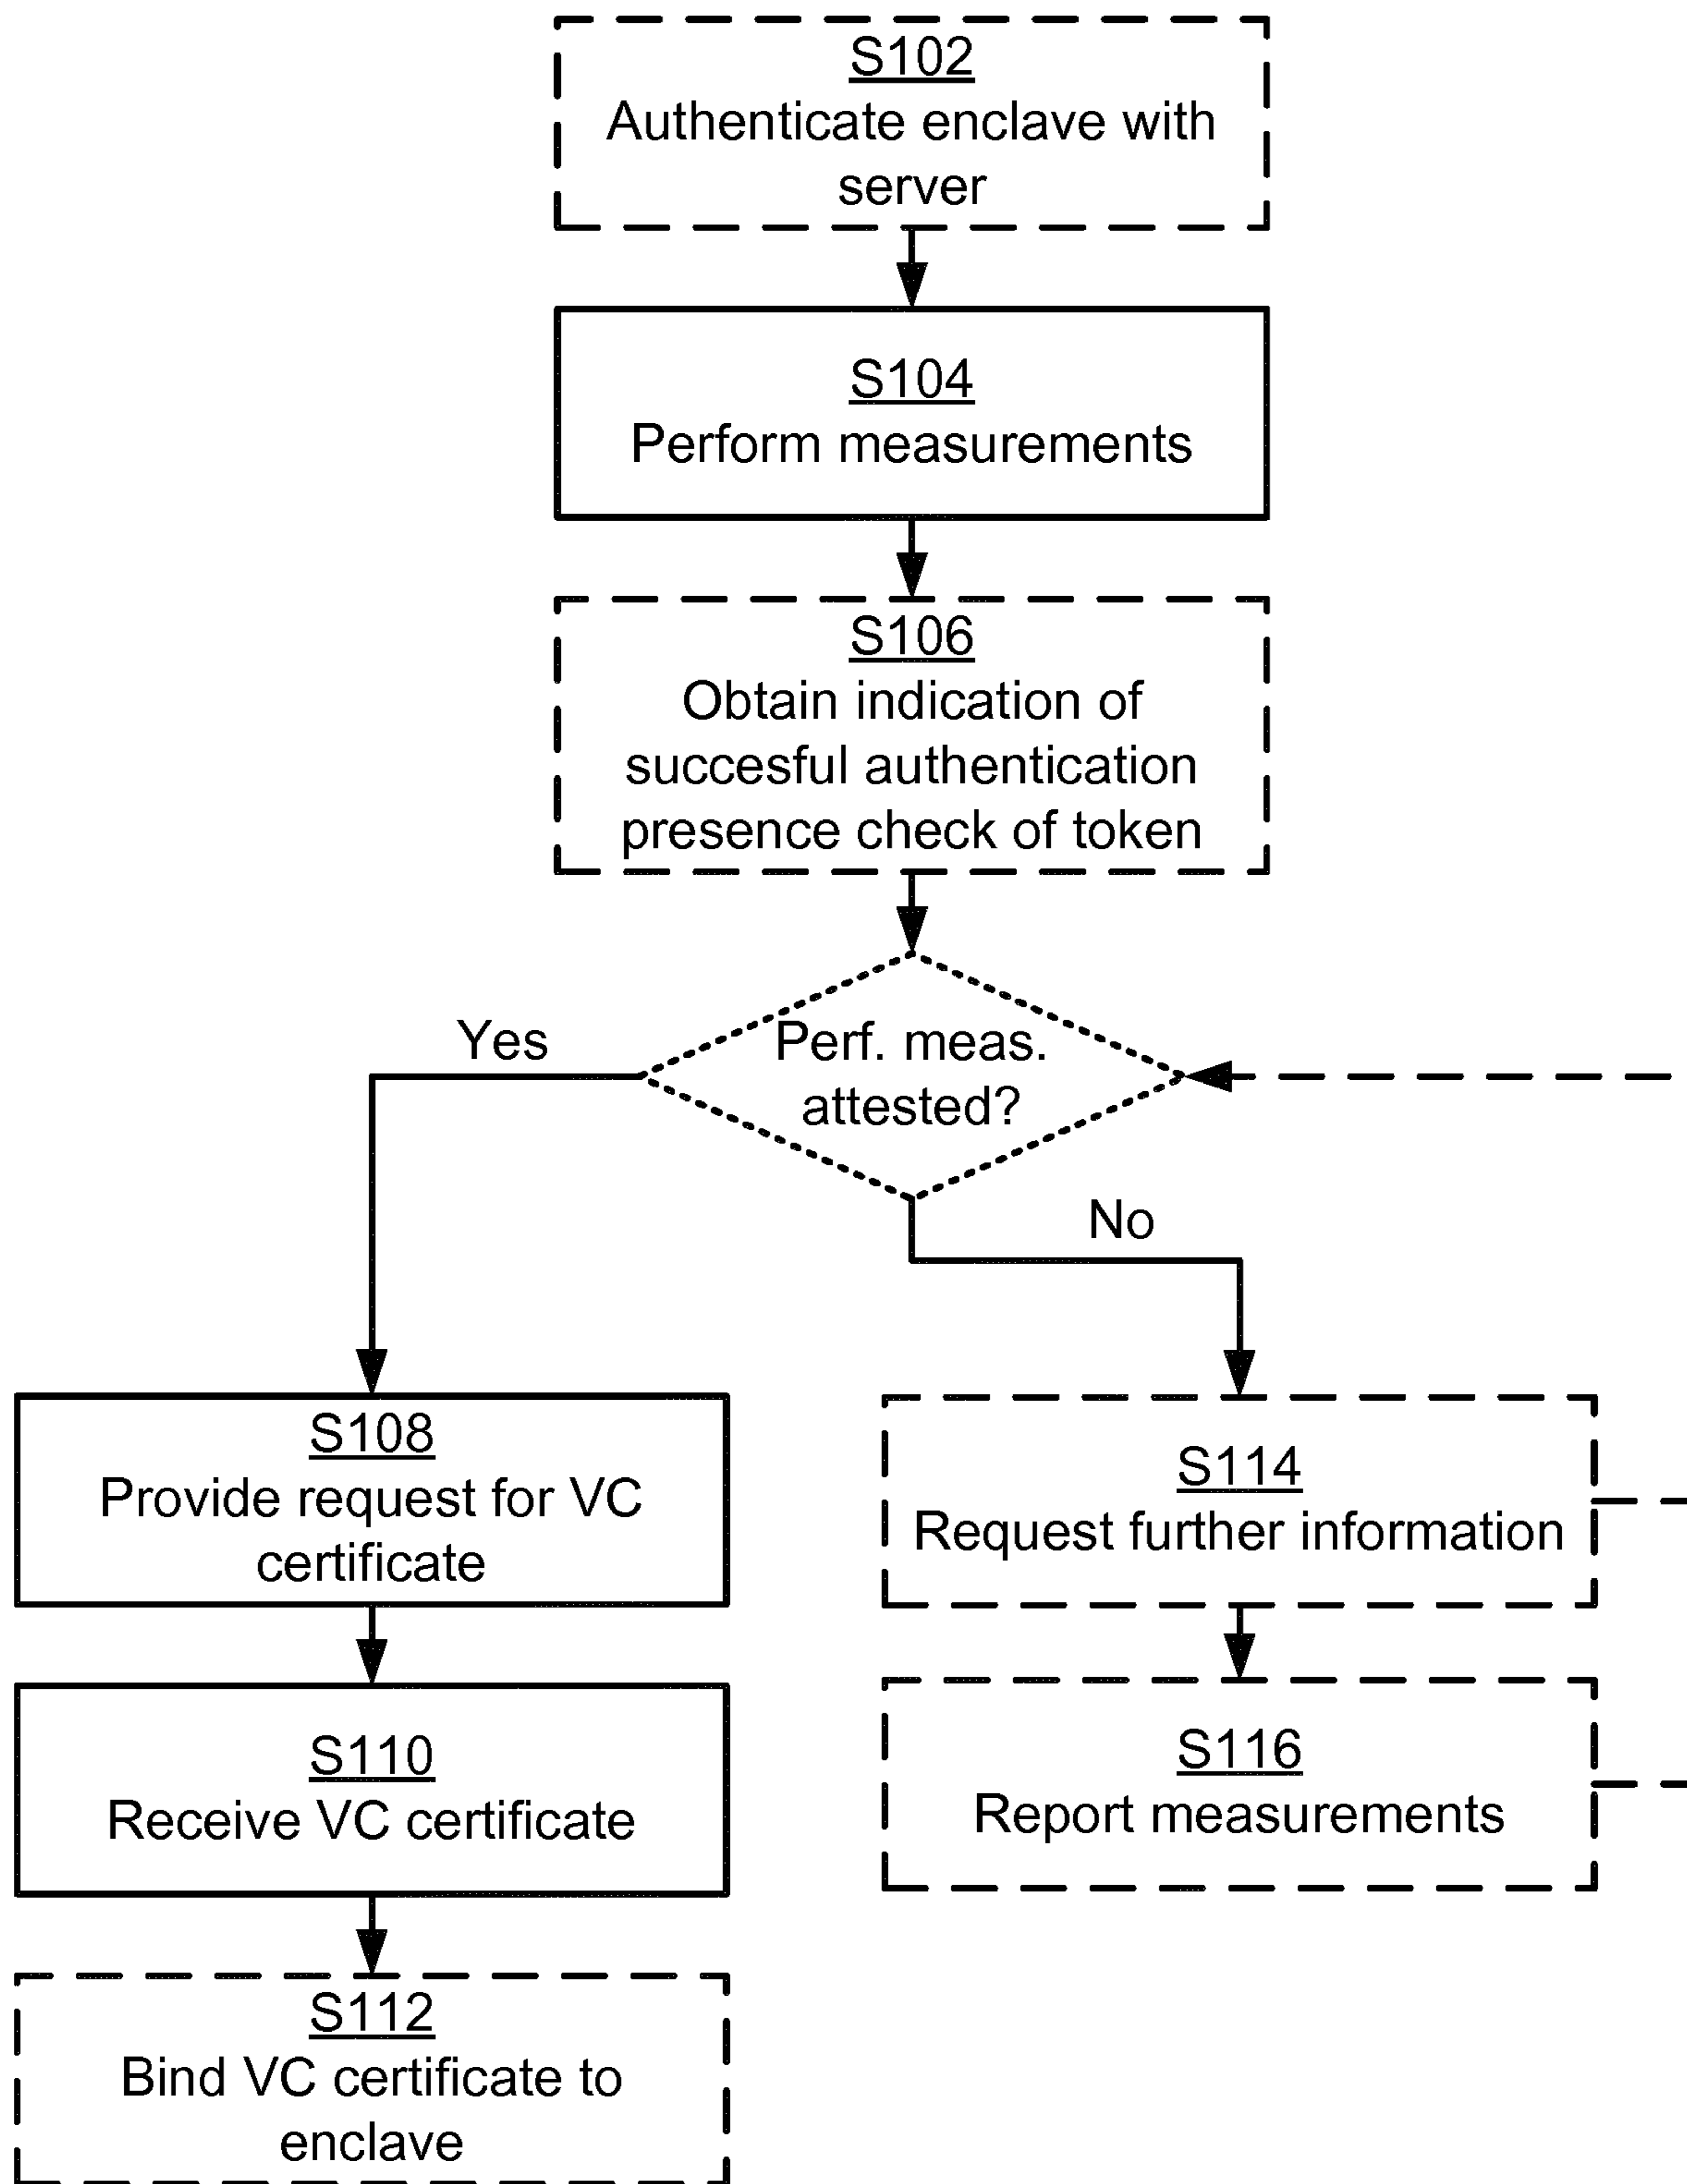 S102
Authenticate enclave with
server
S104
Perform measurements
S106
Obtain indication of
succesful authentication
presence check of token
Perf. meas.
attested?
Yes
No
S108
Provide request for VC
certificate
S110
Receive VC certificate
S112
Bind VC certificate to
enclave
S114
Request further information
S116
Report measurements